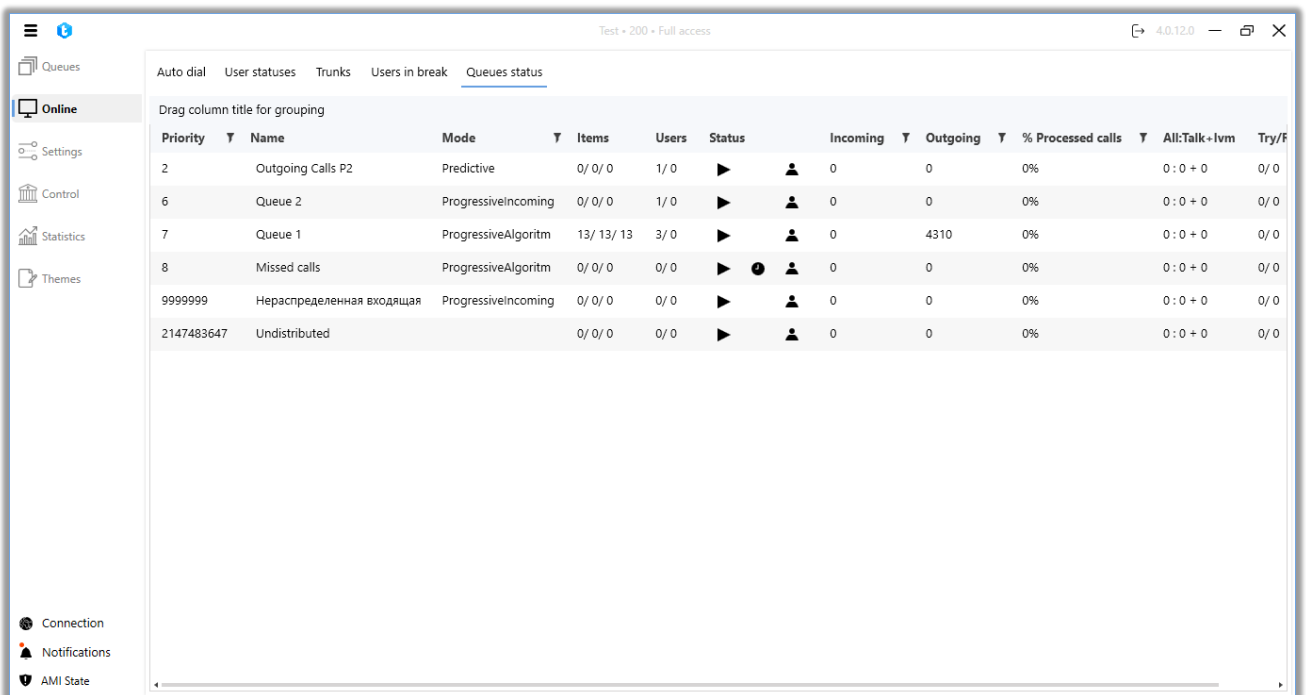 Test • 200 • Full access 4.0.12.0
Queues
Online
Settings
Control
Statistics
Themes
Connection
Notifications
AMI State
Auto dial User statuses Trunks Users in break Queues status
Drag column title for grouping
Priority Name Mode Items Users Status Incoming Outgoing % Processed calls All:Talk+Ivm Try/F
2 Outgoing Calls P2 Predictive 0/ 0/ 0 1/ 0 0 0 0% 0 : 0 + 0 0/ 0
6 Queue 2 ProgressiveIncoming 0/ 0/ 0 1/ 0 0 0 0% 0 : 0 + 0 0/ 0
7 Queue 1 ProgressiveAlgoritm 13/ 13/ 13 3/ 0 0 4310 0% 0 : 0 + 0 0/ 0
8 Missed calls ProgressiveAlgoritm 0/ 0/ 0 0/ 0 0 0 0% 0 : 0 + 0 0/ 0
9999999 Нераспределенная входящая ProgressiveIncoming 0/ 0/ 0 0/ 0 0 0 0% 0 : 0 + 0 0/ 0
2147483647 Undistributed 0/ 0/ 0 0/ 0 0 0 0% 0 : 0 + 0 0/ 0